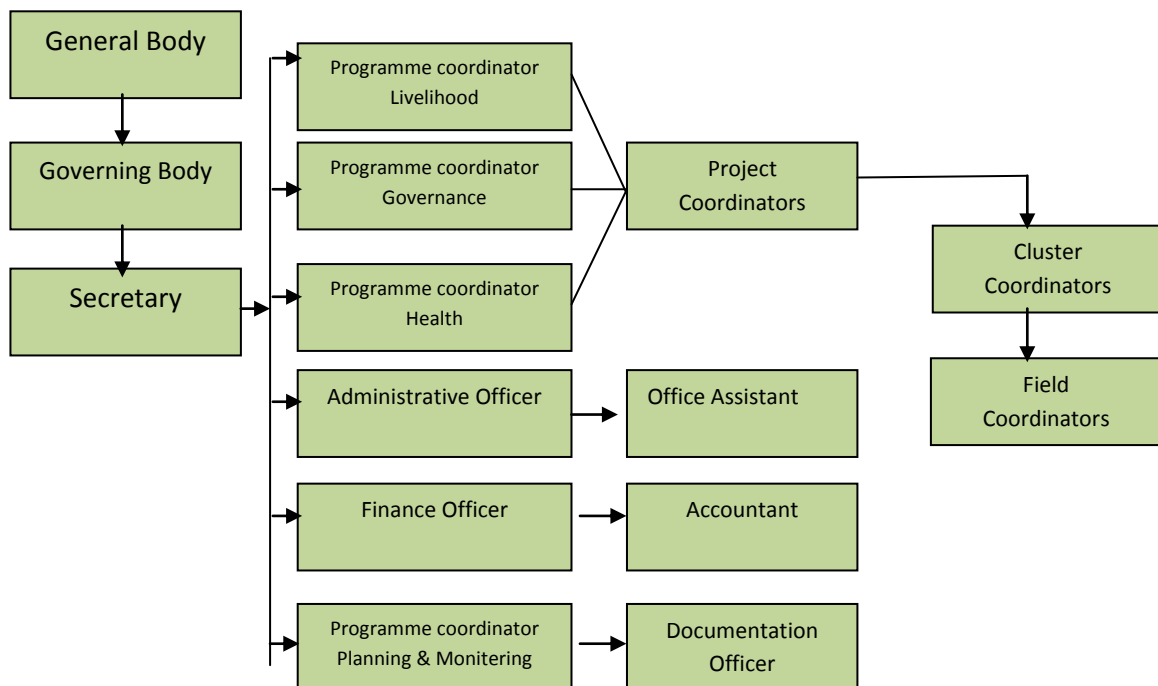 General Body
Governing Body
Secretary
Programme coordinator
Livelihood
Programme coordinator
Governance
Programme coordinator
Health
Administrative Officer
Finance Officer
Programme coordinator
Planning & Monitering
Project
Coordinators
Office Assistant
Accountant
Documentation
Officer
Cluster
Coordinators
Field
Coordinators